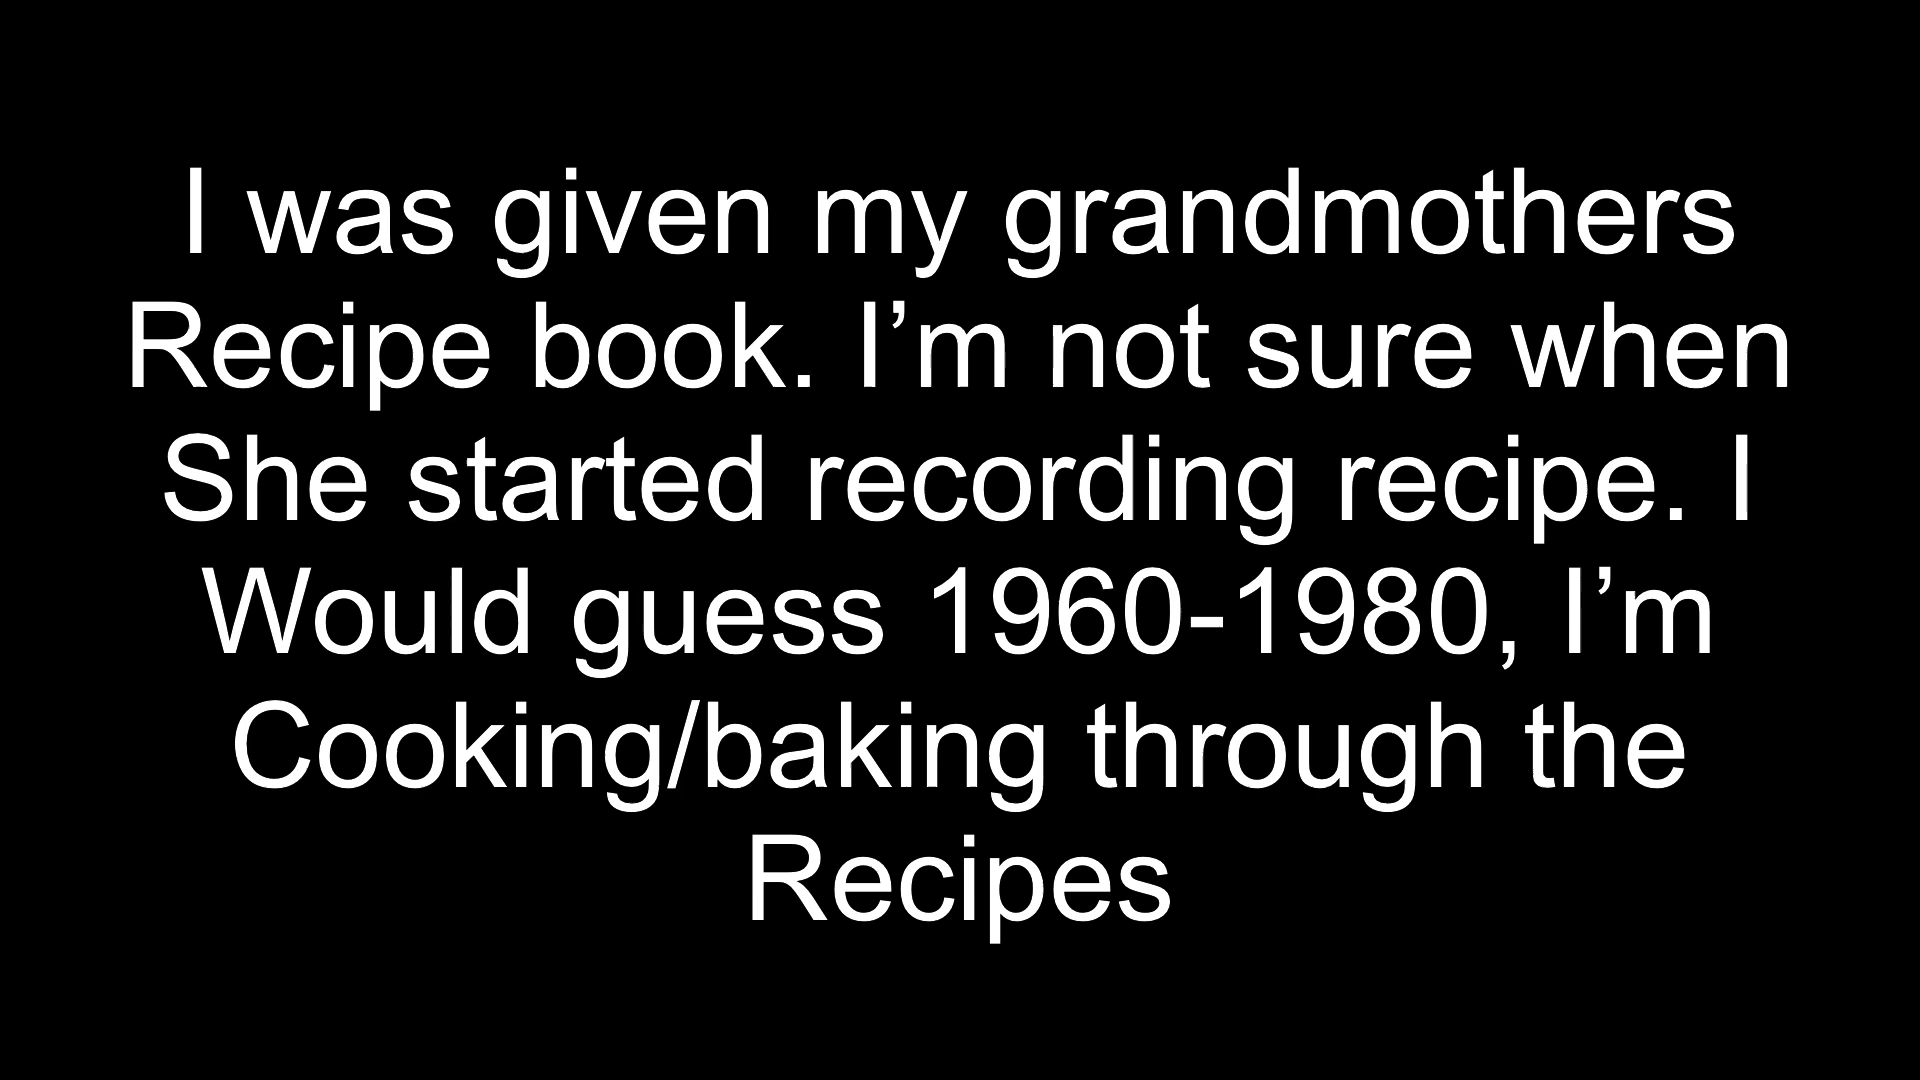 I was given my grandmothers
Recipe book. I’m not sure when
She started recording recipe. I
Would guess 1960-1980, I’m
Cooking/baking through the
Recipes